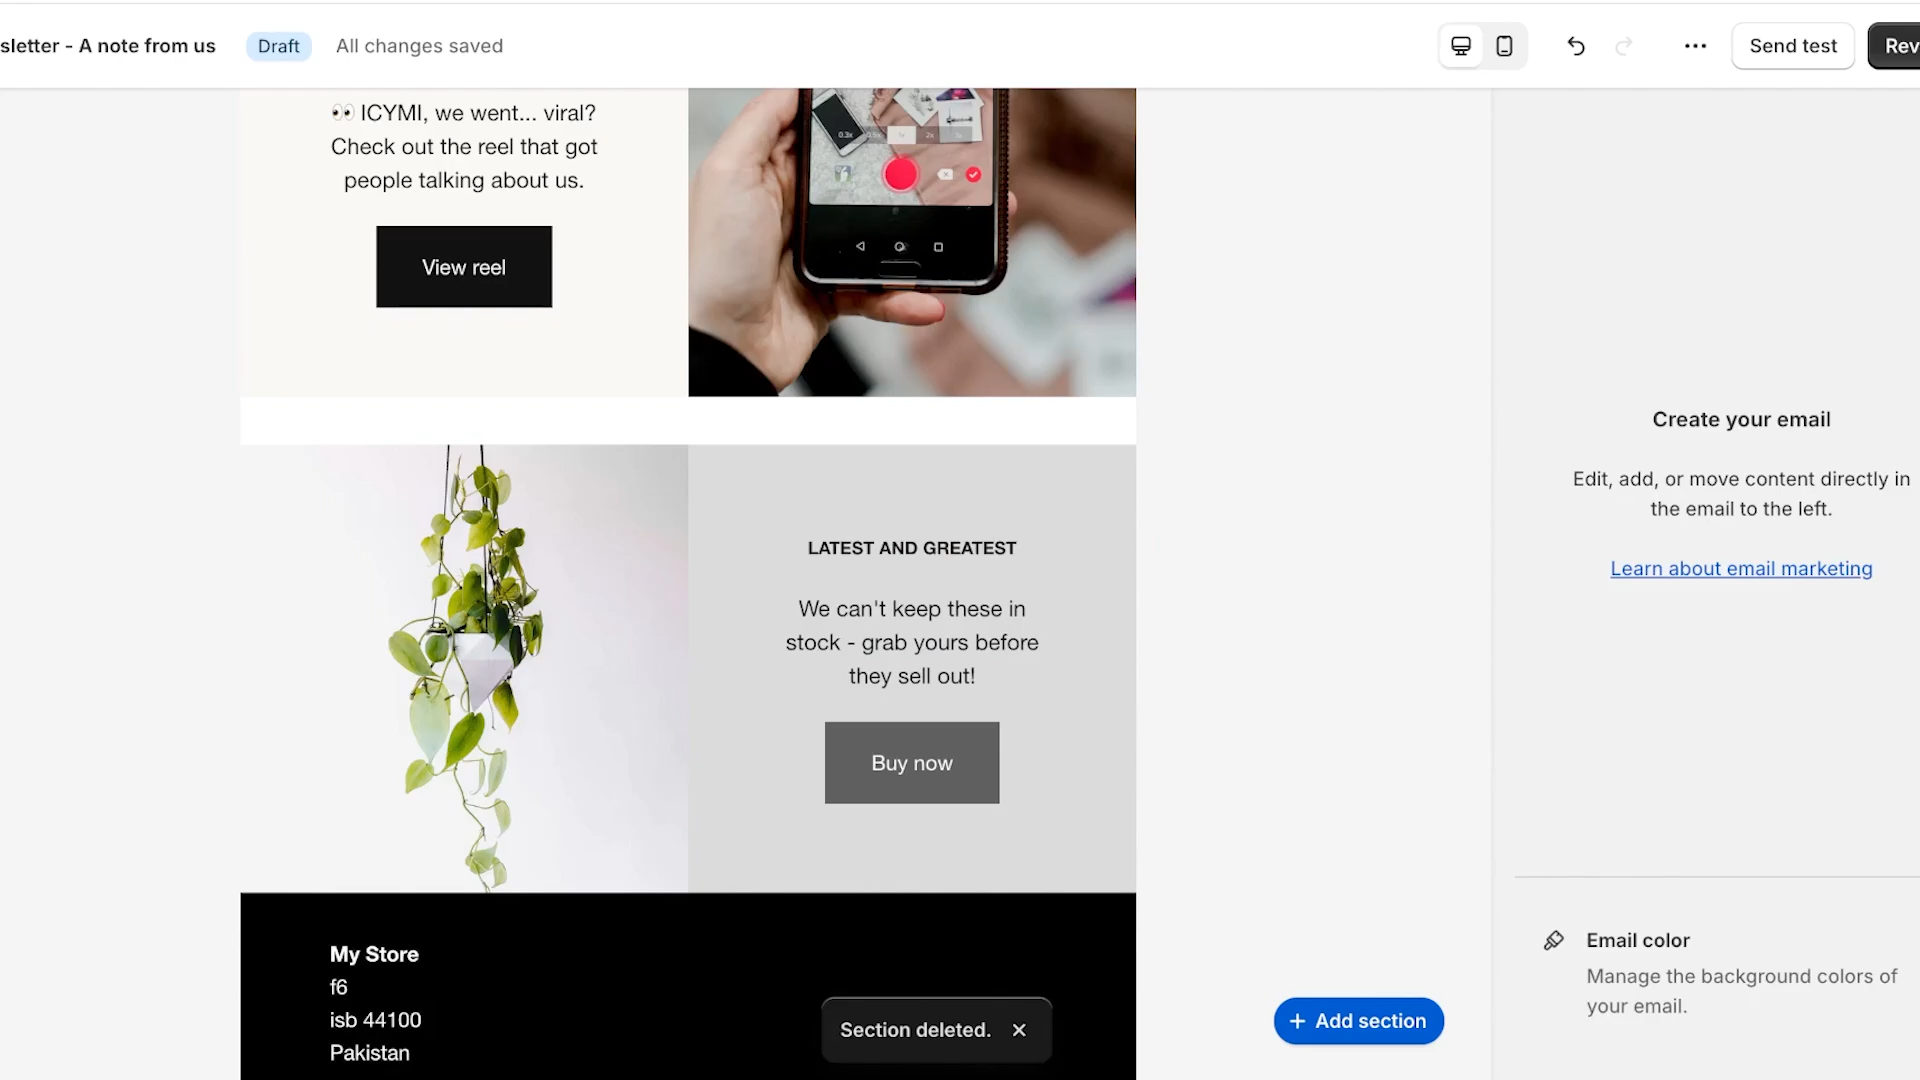 sletter - A note from us
Draft
All changes saved
Send test
Rev
👀 ICYMI, we went... viral?
Check out the reel that got
people talking about us.
View reel
0.3x
1x
2x
LATEST AND GREATEST
We can't keep these in
stock - grab yours before
they sell out!
Buy now
My Store
f6
isb 44100
Pakistan
Section deleted.
+ Add section
Create your email
Edit, add, or move content directly in
the email to the left.
Learn about email marketing
Email color
Manage the background colors of
your email.